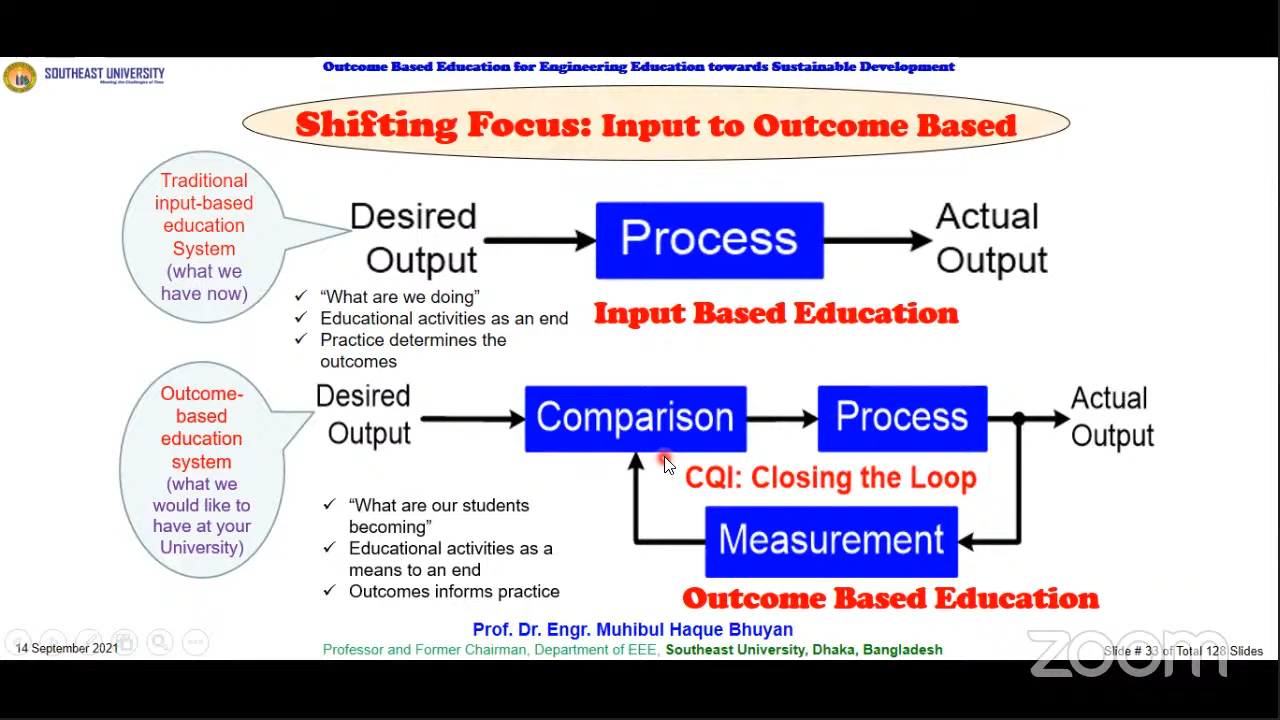 SOUTHEAST UNIVERSITY
Meeting the Challenges of Time
Outcome Based Education for Engineering Education towards Sustainable Development
Shifting Focus: Input to Outcome Based
Traditional
input-based
education
System
(what we
have now)
Desired
Output
Process
Actual
Output
✓ “What are we doing”
✓ Educational activities as an end
✓ Practice determines the
outcomes
Input Based Education
Outcome-
based
education
system
(what we
would like to
have at your
University)
Desired
Output
Comparison
Process
Actual
Output
CQI: Closing the Loop
Measurement
✓ “What are our students
becoming”
✓ Educational activities as a
means to an end
✓ Outcomes informs practice
Outcome Based Education
Prof. Dr. Engr. Muhibul Haque Bhuyan
14 September 2021
Professor and Former Chairman, Department of EEE, Southeast University, Dhaka, Bangladesh
Slide # 33 of Total 128 Slides
zoom